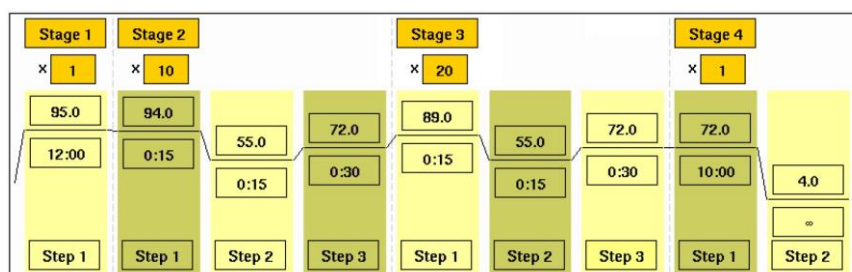 Stage 1 Stage 2 Stage 3 Stage 4
x 1 x 10 x 20 x 1
95.0 94.0 55.0 72.0 89.0 55.0 72.0 72.0 4.0
12:00 0:15 0:15 0:30 0:15 0:15 0:30 10:00 ∞
Step 1 Step 1 Step 2 Step 3 Step 1 Step 2 Step 3 Step 1 Step 2